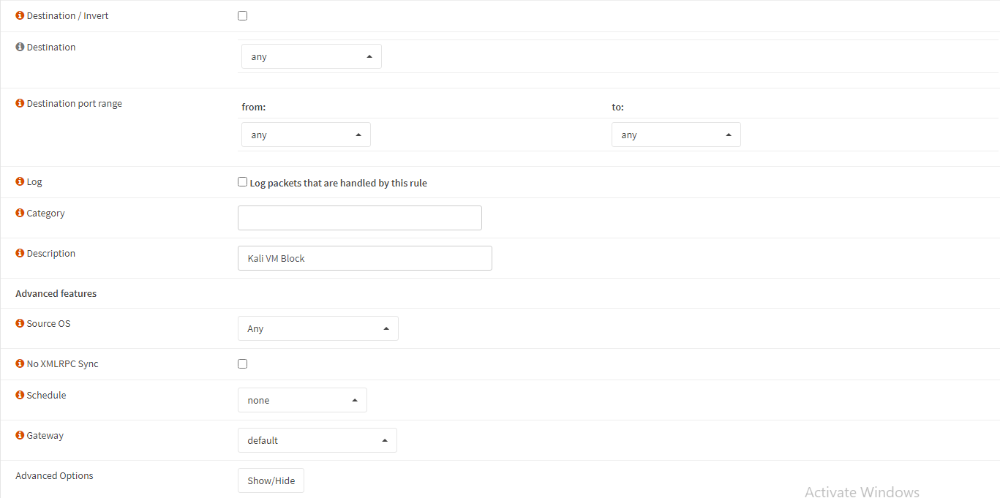 Destination / Invert
Destination
any
Destination port range
from: to:
any any
Log
Log packets that are handled by this rule
Category
Description
Kali VM Block
Advanced features
Source OS
Any
No XMLRPC Sync
Schedule
none
Gateway
default
Advanced Options
Show/Hide
Activate Windows